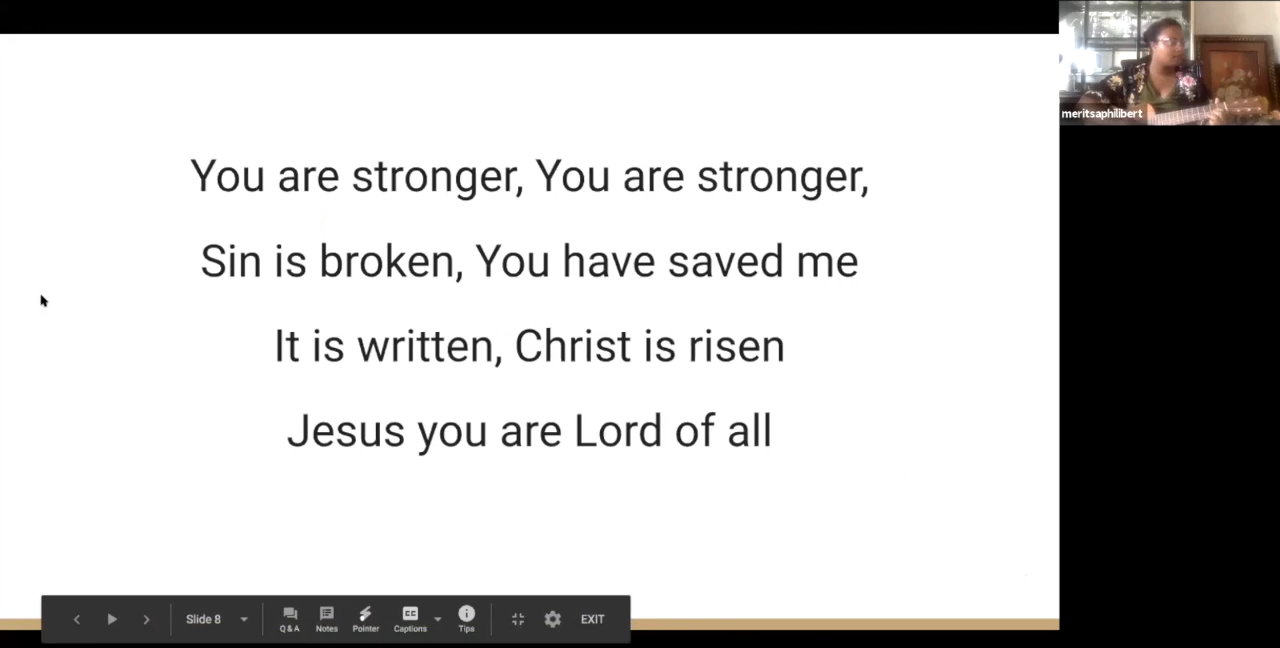 You are stronger, You are stronger,
Sin is broken, You have saved me
It is written, Christ is risen
Jesus you are Lord of all
meritsaphilibert
Slide 8
Q & A
Notes
Pointer
CC
Captions
Tips
EXIT